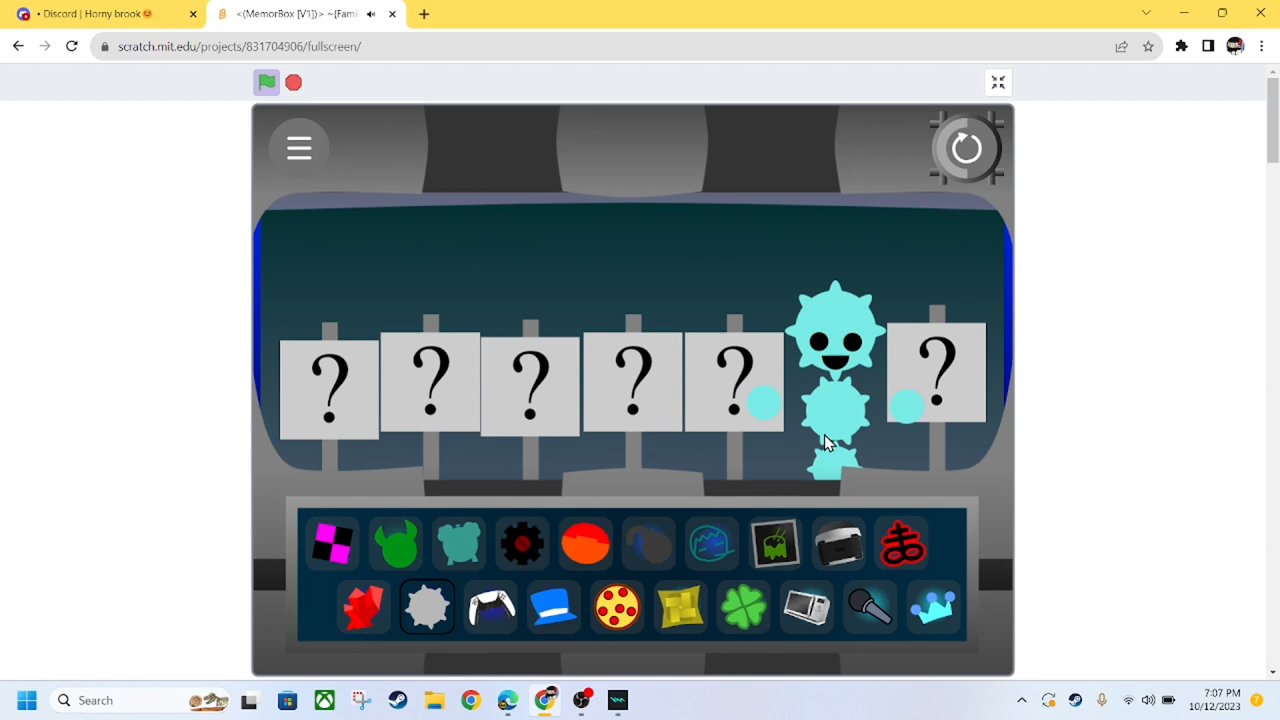 Discord | Horny brook😏
<(MemorBox [V1])> ~{Fami
scratch.mit.edu/projects/831704906/fullscreen/
? ? ? ? ? ?
Search
7:07 PM
10/12/2023
7